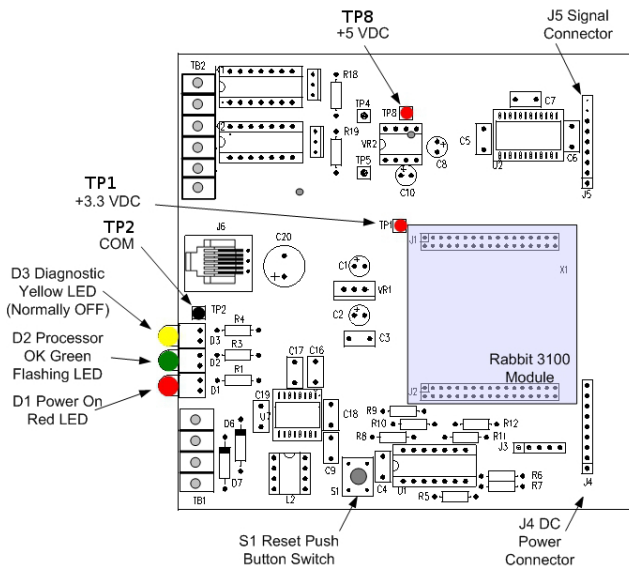 TP8
+5 VDC
J5 Signal
Connector
TB2
R18
TP4
TP8
C7
R19
VR2
C5
C6
C8
TP5
U2
C10
J5
TP1
+3.3 VDC
TP2
COM
J6
C20
TP1
J1
X1
C1
VR1
D3 Diagnostic
Yellow LED
(Normally OFF)
TP2
R4
D3
C2
D2 Processor
OK Green
Flashing LED
R3
D2
C3
C17
C16
Rabbit 3100
Module
D1 Power On
Red LED
R1
D1
J2
C19
C18
R9
R10
R12
D6
R8
R11
J3
C9
C4
D7
TB1
L2
S1
U1
R5
R6
R7
J4
S1 Reset Push
Button Switch
J4 DC
Power
Connector